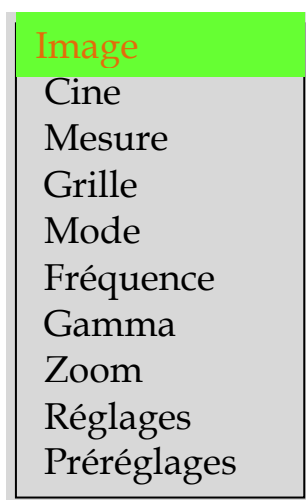 Image
Cine
Mesure
Grille
Mode
Fréquence
Gamma
Zoom
Réglages
Préréglages